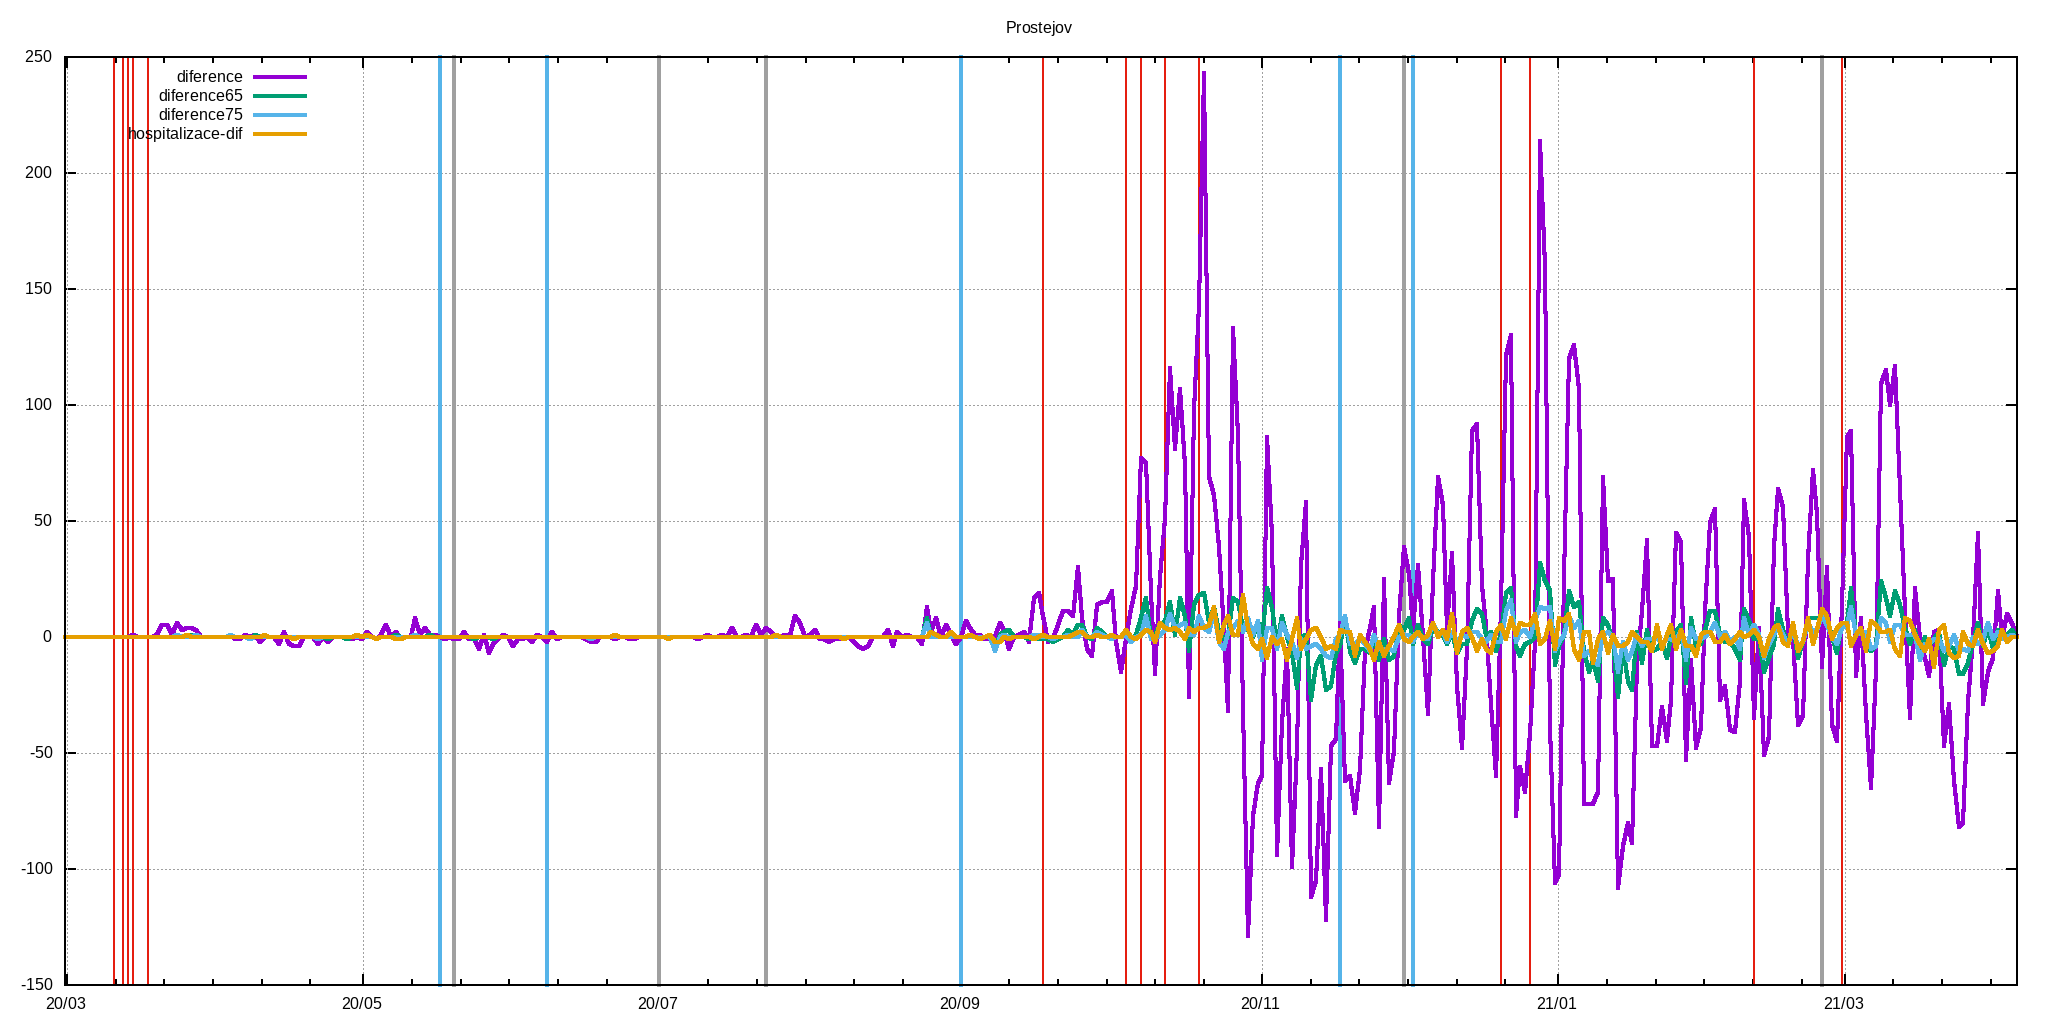 Prostejov
250
200
150
100
50
0
-50
-100
-150
diference
diference65
diference75
hospitalizace-dif
20/03 20/05 20/07 20/09 20/11 21/01 21/03